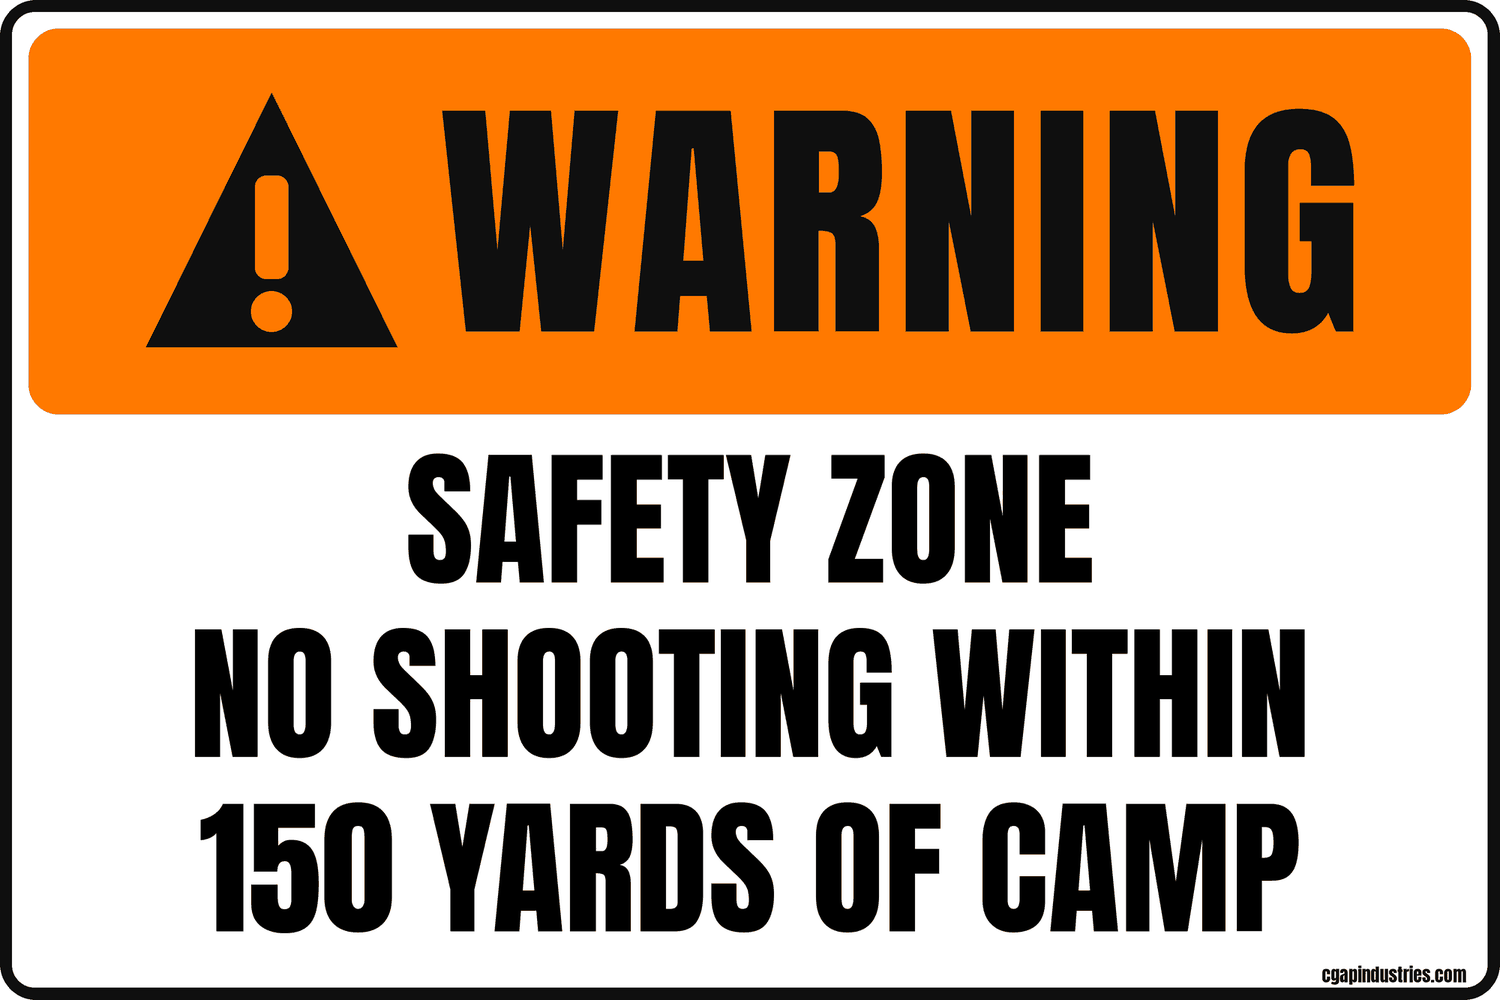 WARNING
SAFETY ZONE
NO SHOOTING WITHIN
150 YARDS OF CAMP
cgapindustries.com